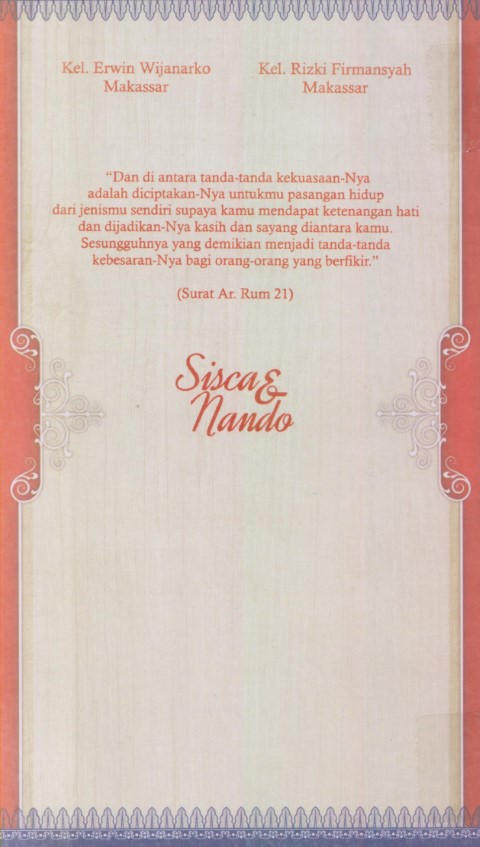 Kel. Erwin Wijanarko
Makassar
Kel. Rizki Firmansyah
Makassar
“Dan di antara tanda-tanda kekuasaan-Nya
adalah diciptakan-Nya untukmu pasangan hidup
dari jenismu sendiri supaya kamu mendapat ketenangan hati
dan dijadikan-Nya kasih dan sayang diantara kamu.
Sesungguhnya yang demikian menjadi tanda-tanda
kebesaran-Nya bagi orang-orang yang berfikir.”
(Surat Ar. Rum 21)
Sisca &
Nando